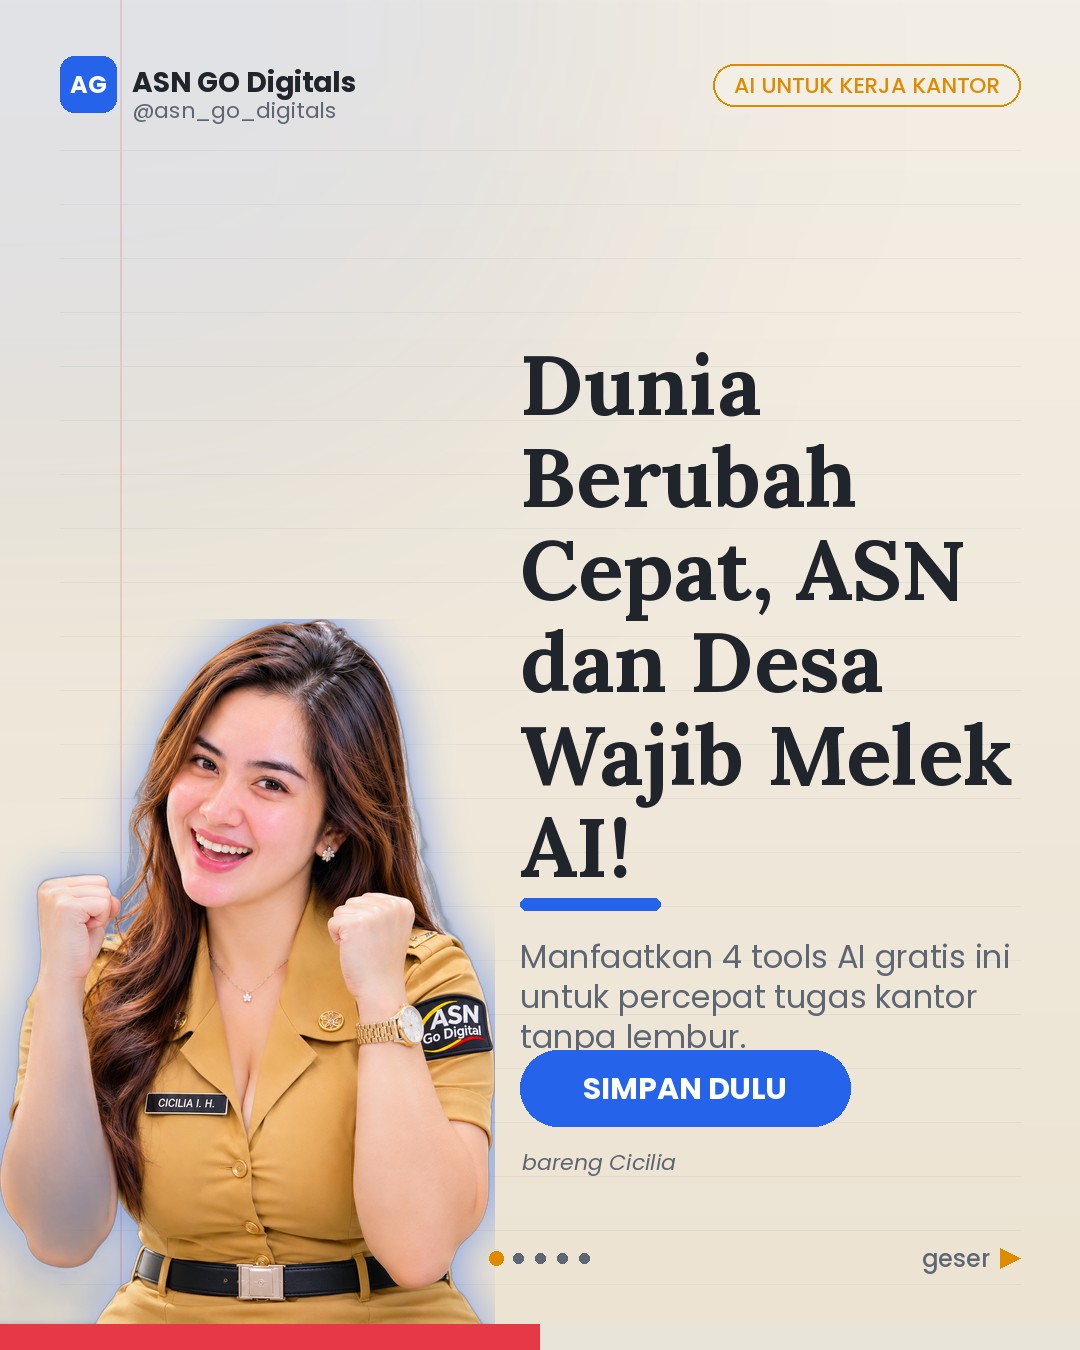 AG
ASN GO Digitals
@asn_go_digitals
AI UNTUK KERJA KANTOR
Dunia
Berubah
Cepat, ASN
dan Desa
Wajib Melek
AI!
Manfaatkan 4 tools AI gratis ini
untuk percepat tugas kantor
tanpa lembur.
SIMPAN DULU
bareng Cicilia
ASN
Go Digital
CICILIA I. H.
geser